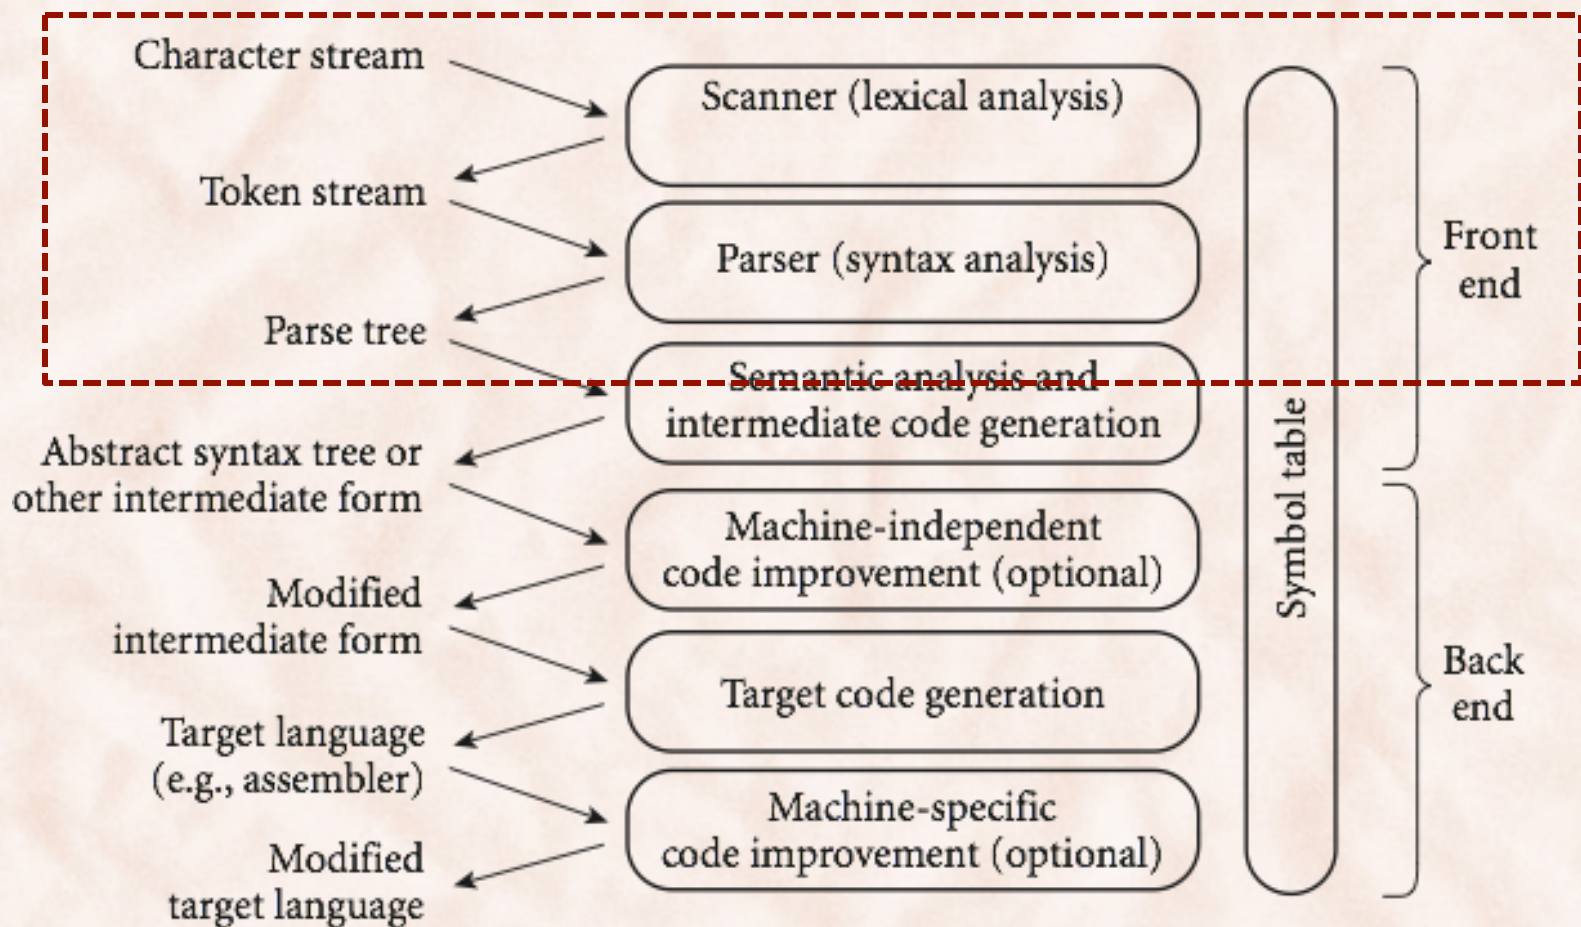 Character stream
Scanner (lexical analysis)
Token stream
Parser (syntax analysis)
Parse tree
Semantic analysis and
intermediate code generation
Abstract syntax tree or
other intermediate form
Machine-independent
code improvement (optional)
Modified
intermediate form
Target code generation
Target language
(e.g., assembler)
Machine-specific
code improvement (optional)
Modified
target language
Symbol table
Front
end
Back
end